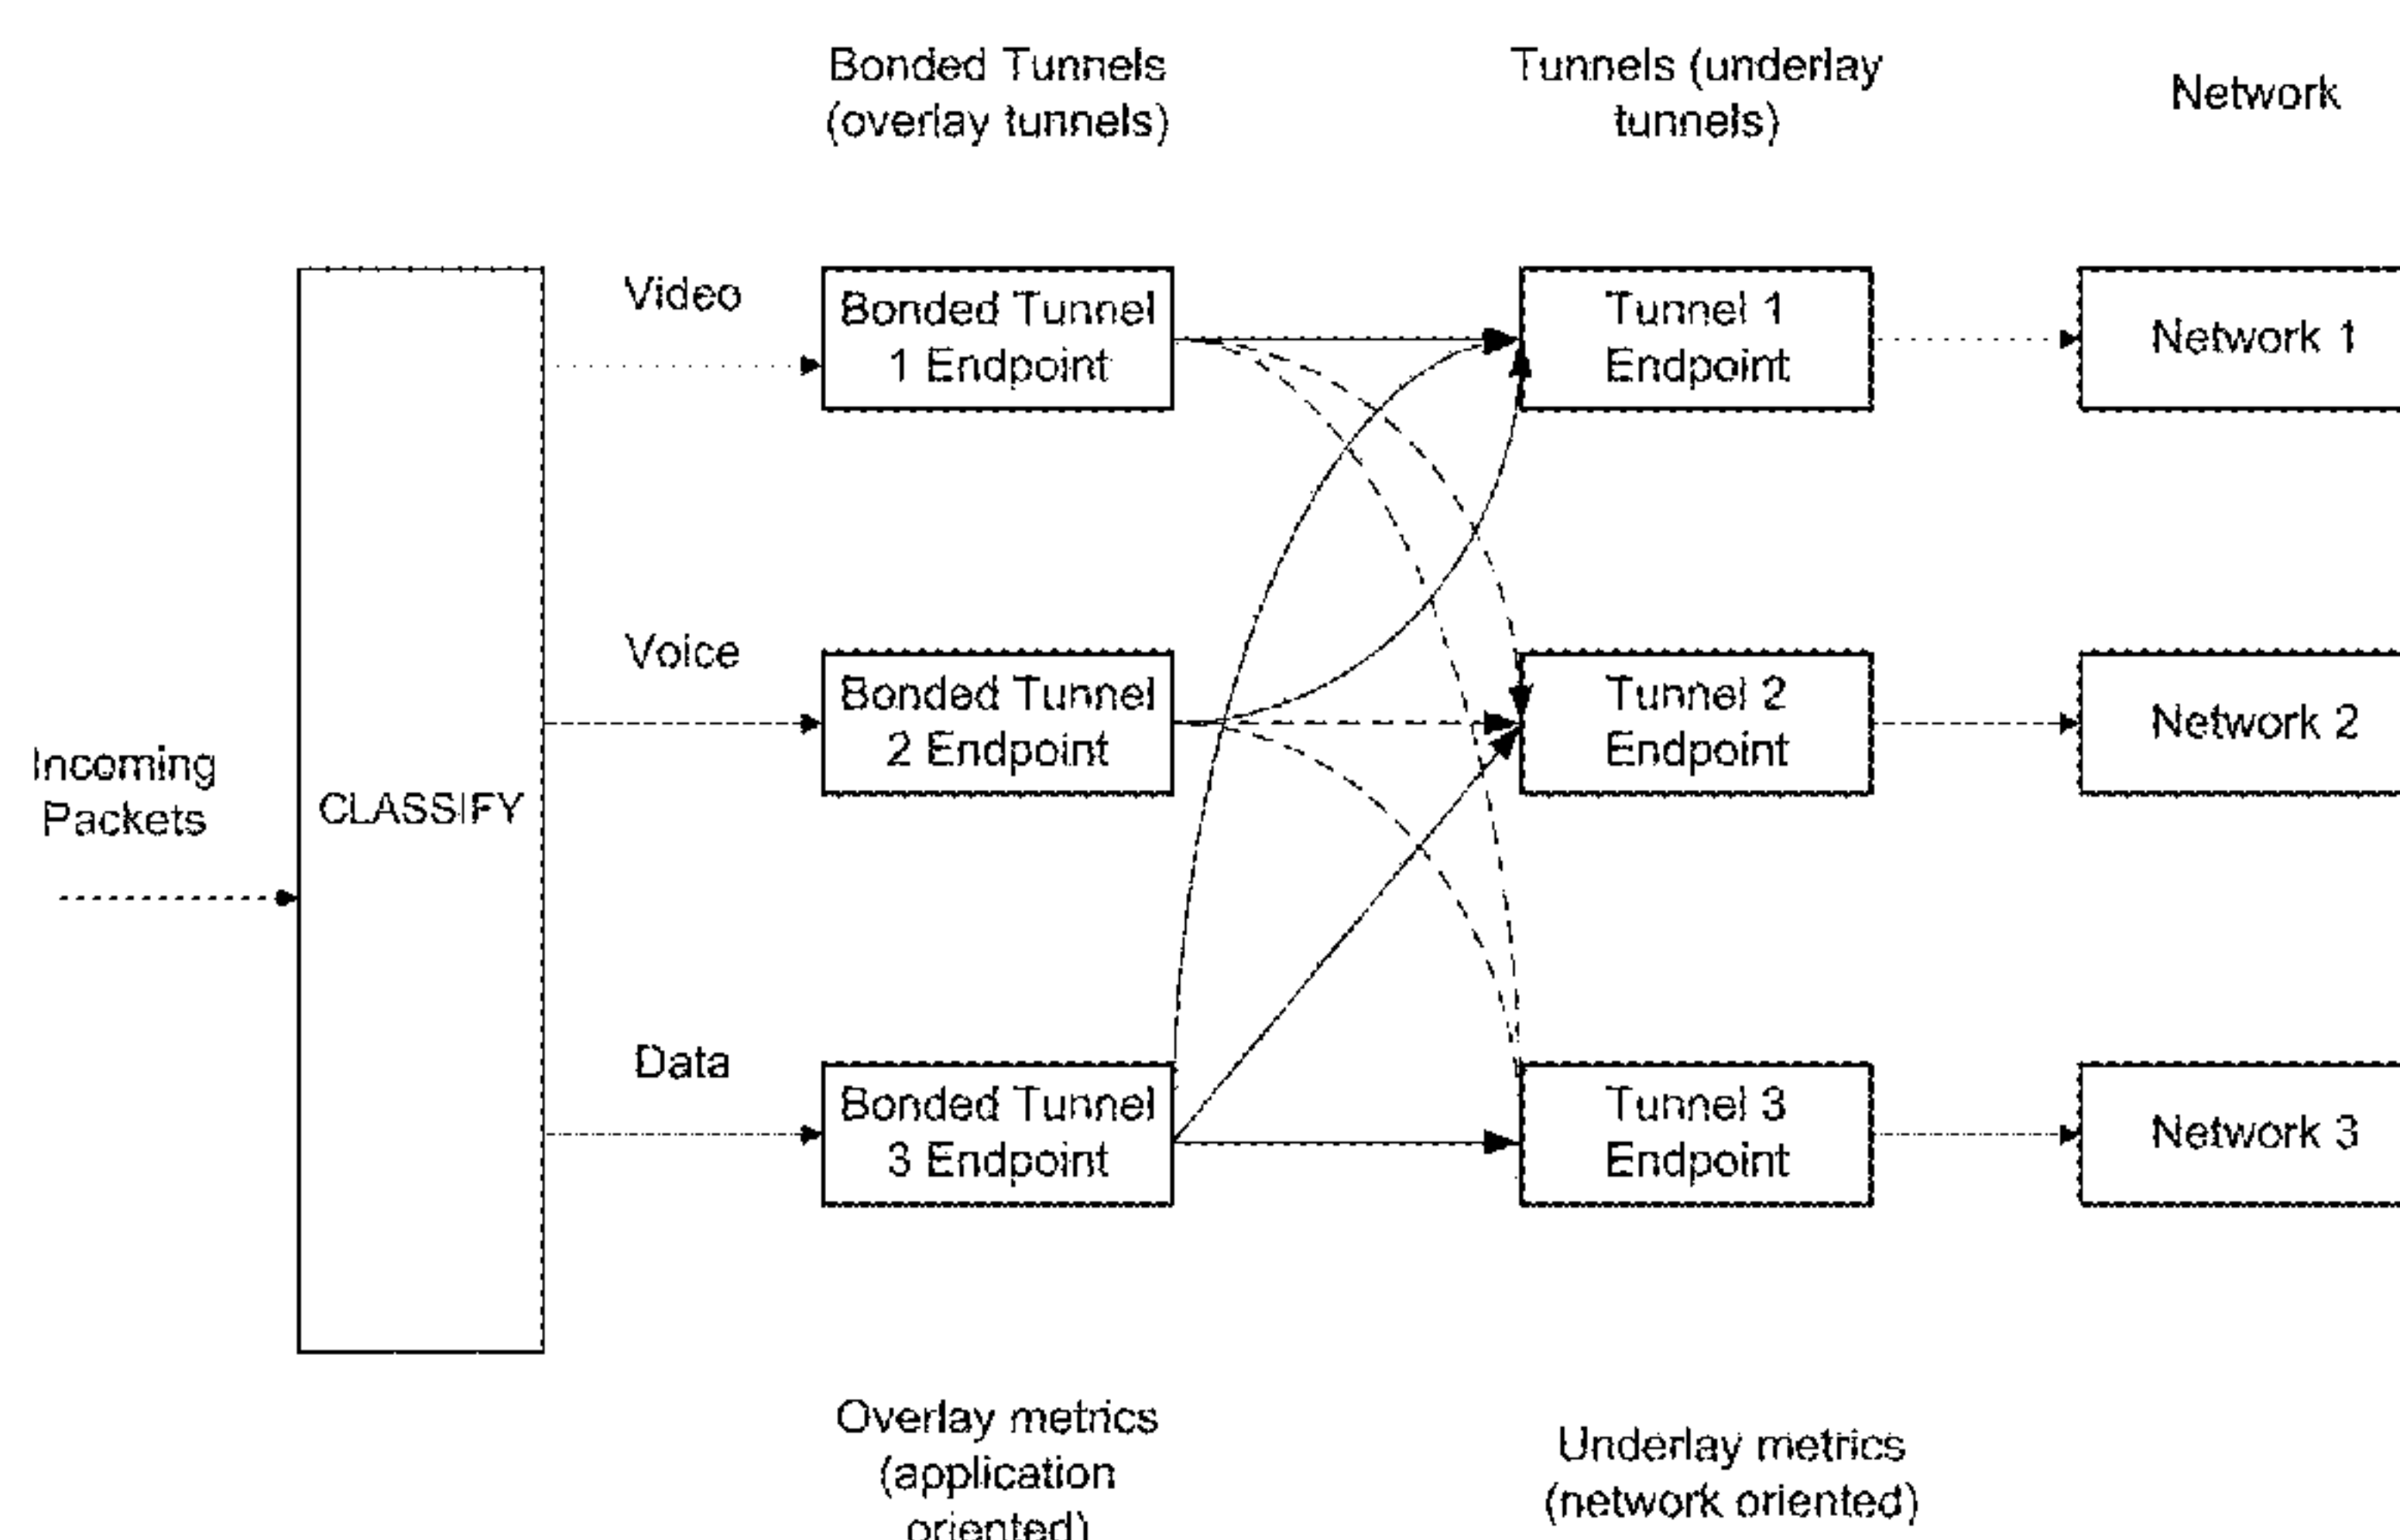 Bonded Tunnels
(overlay tunnels)
Tunnels (underlay
tunnels)
Network
Video
Bonded Tunnel
1 Endpoint
Tunnel 1
Endpoint
Network 1
Voice
Bonded Tunnel
2 Endpoint
Tunnel 2
Endpoint
Network 2
Incoming
Packets
CLASSIFY
Data
Bonded Tunnel
3 Endpoint
Tunnel 3
Endpoint
Network 3
Overlay metrics
(application
oriented)
Underlay metrics
(network oriented)